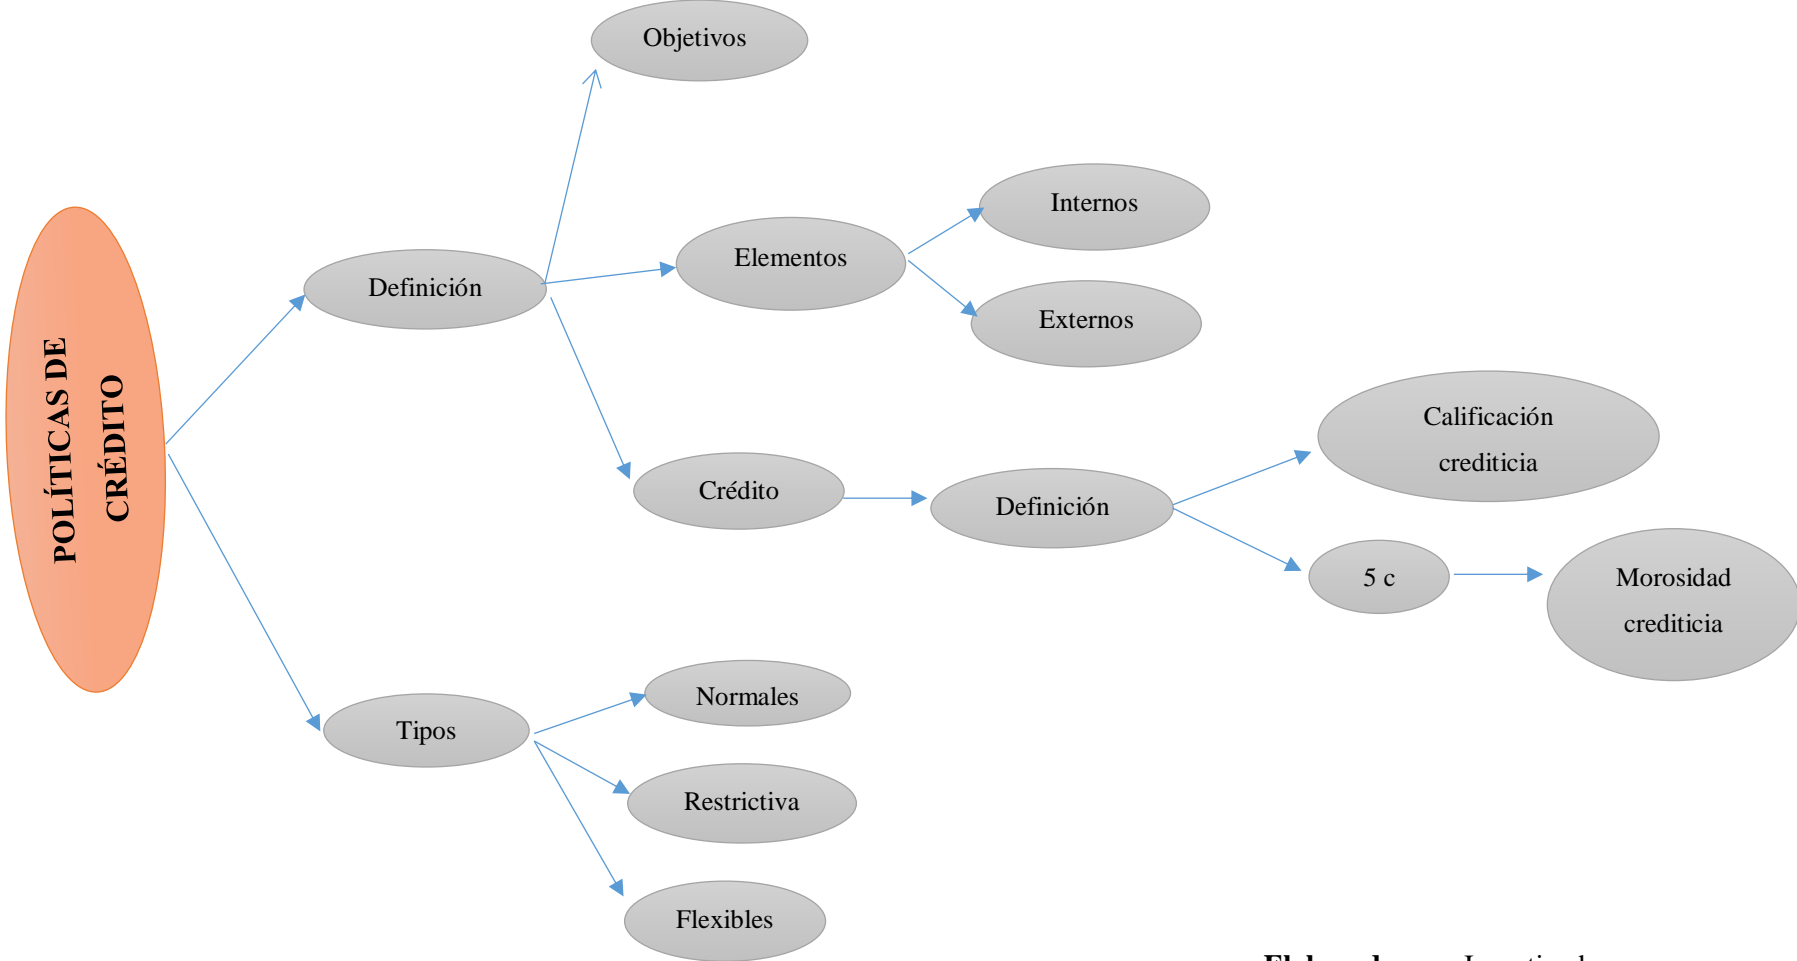 Objetivos
Internos
Elementos
Definición
Externos
POLÍTICAS DE
CRÉDITO
Calificación
crediticia
Crédito
Definición
5 c
Morosidad
crediticia
Normales
Tipos
Restrictiva
Flexibles